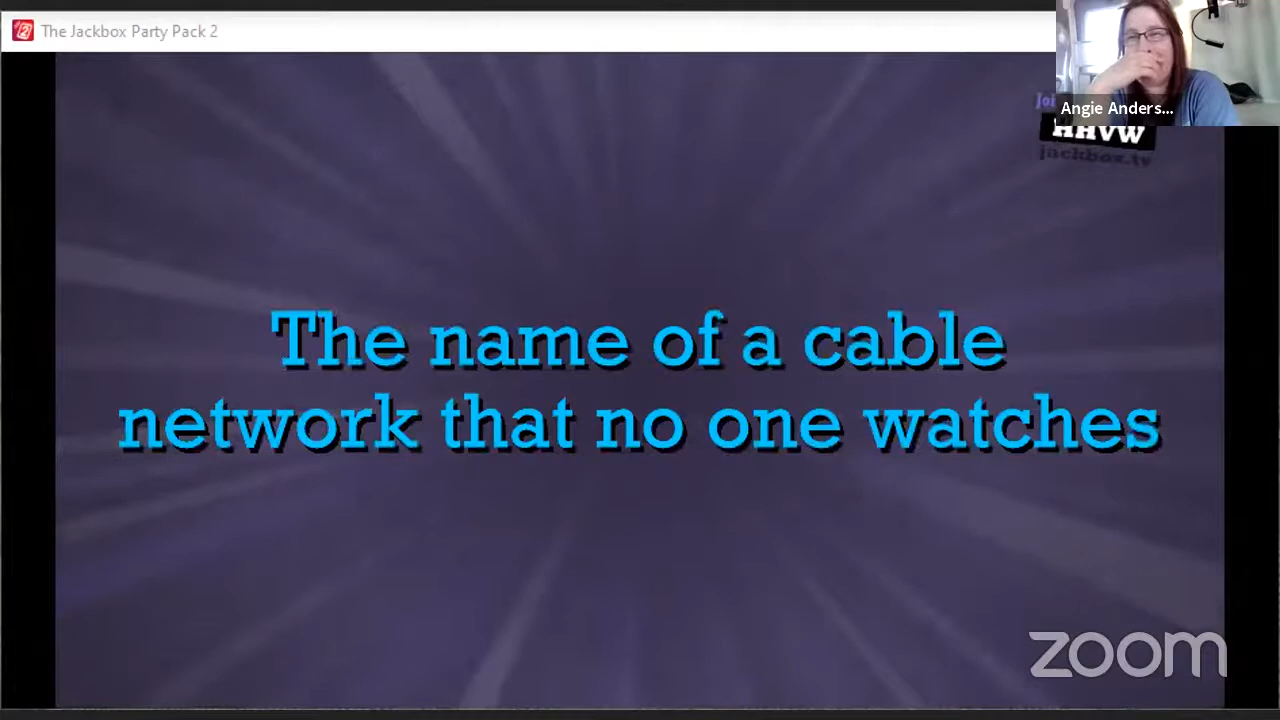 The Jackbox Party Pack 2
Angie Anders...
HHVW
jackbox.tv
The name of a cable
network that no one watches
zoom